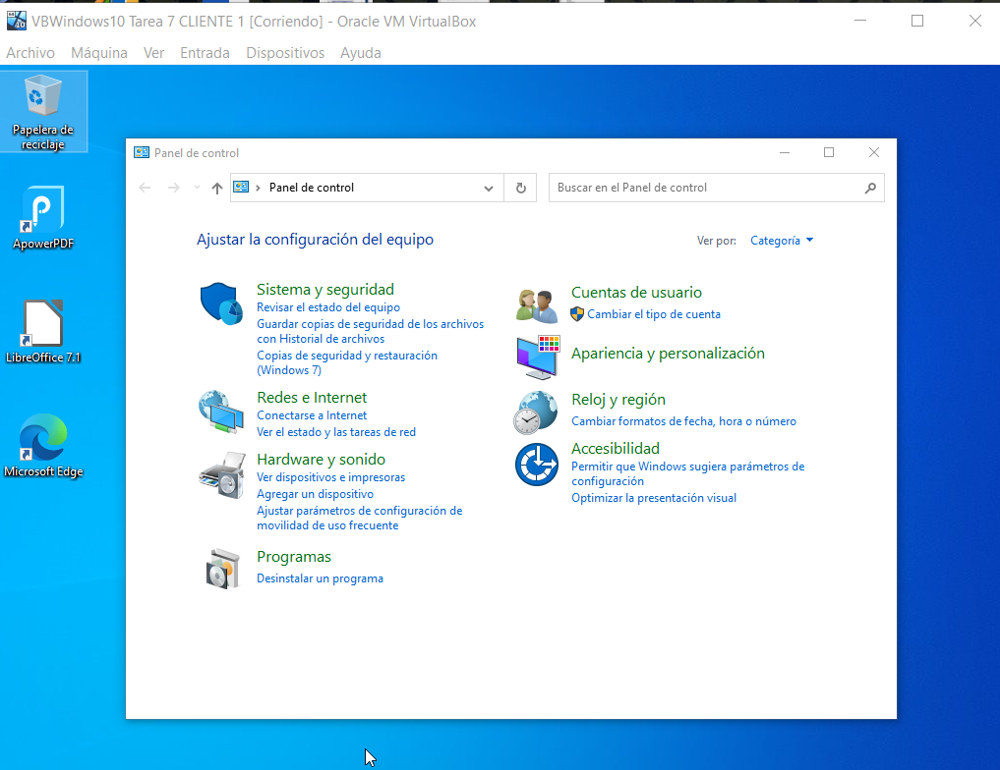 VBWindows10 Tarea 7 CLIENTE 1 [Corriendo] - Oracle VM VirtualBox
Archivo Máquina Ver Entrada Dispositivos Ayuda
Papelera de
reciclaje
ApowerPDF
LibreOffice 7.1
Microsoft Edge
Panel de control
Panel de control
Buscar en el Panel de control
Ajustar la configuración del equipo
Ver por: Categoría
Sistema y seguridad
Revisar el estado del equipo
Guardar copias de seguridad de los archivos
con Historial de archivos
Copias de seguridad y restauración
(Windows 7)
Redes e Internet
Conectarse a Internet
Ver el estado y las tareas de red
Hardware y sonido
Ver dispositivos e impresoras
Agregar un dispositivo
Ajustar parámetros de configuración de
movilidad de uso frecuente
Programas
Desinstalar un programa
Cuentas de usuario
Cambiar el tipo de cuenta
Apariencia y personalización
Reloj y región
Cambiar formatos de fecha, hora o número
Accesibilidad
Permitir que Windows sugiera parámetros de
configuración
Optimizar la presentación visual